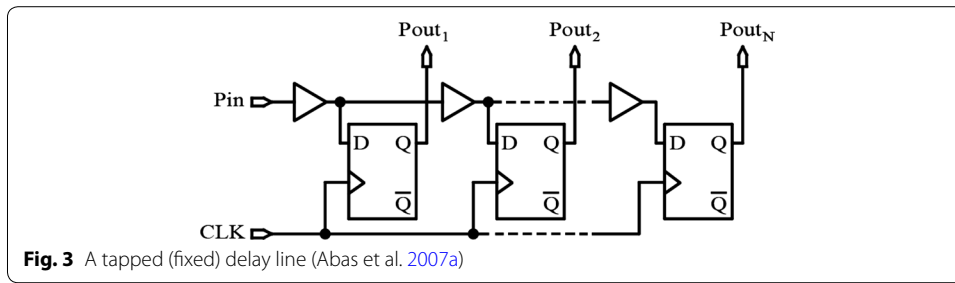 Pout1 Pout2 PoutN
Pin
D Q D Q D Q
Q̅ Q̅ Q̅
CLK
Fig. 3 A tapped (fixed) delay line (Abas et al. 2007a)